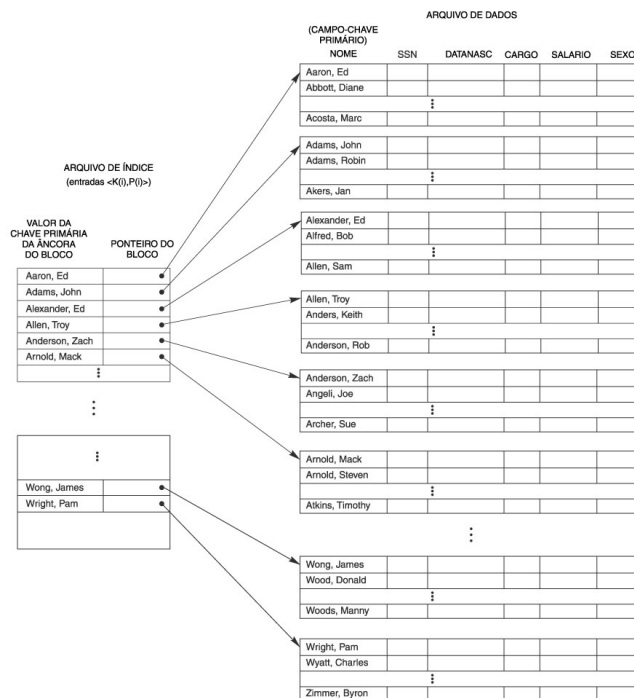 ARQUIVO DE DADOS
(CAMPO-CHAVE
PRIMÁRIO)
NOME SSN DATANASC CARGO SALARIO SEXO
Aaron, Ed
Abbott, Diane
Acosta, Marc
Adams, John
Adams, Robin
Akers, Jan
Alexander, Ed
Alfred, Bob
Allen, Sam
Allen, Troy
Anders, Keith
Anderson, Rob
Anderson, Zach
Angeli, Joe
Archer, Sue
Arnold, Mack
Arnold, Steven
Atkins, Timothy
Wong, James
Wood, Donald
Woods, Manny
Wright, Pam
Wyatt, Charles
Zimmer, Byron
ARQUIVO DE ÍNDICE
(entradas <K(i),P(i)>)
VALOR DA
CHAVE PRIMÁRIA
DA ÂNCORA
DO BLOCO
PONTEIRO DO
BLOCO
Aaron, Ed
Adams, John
Alexander, Ed
Allen, Troy
Anderson, Zach
Arnold, Mack
Wong, James
Wright, Pam